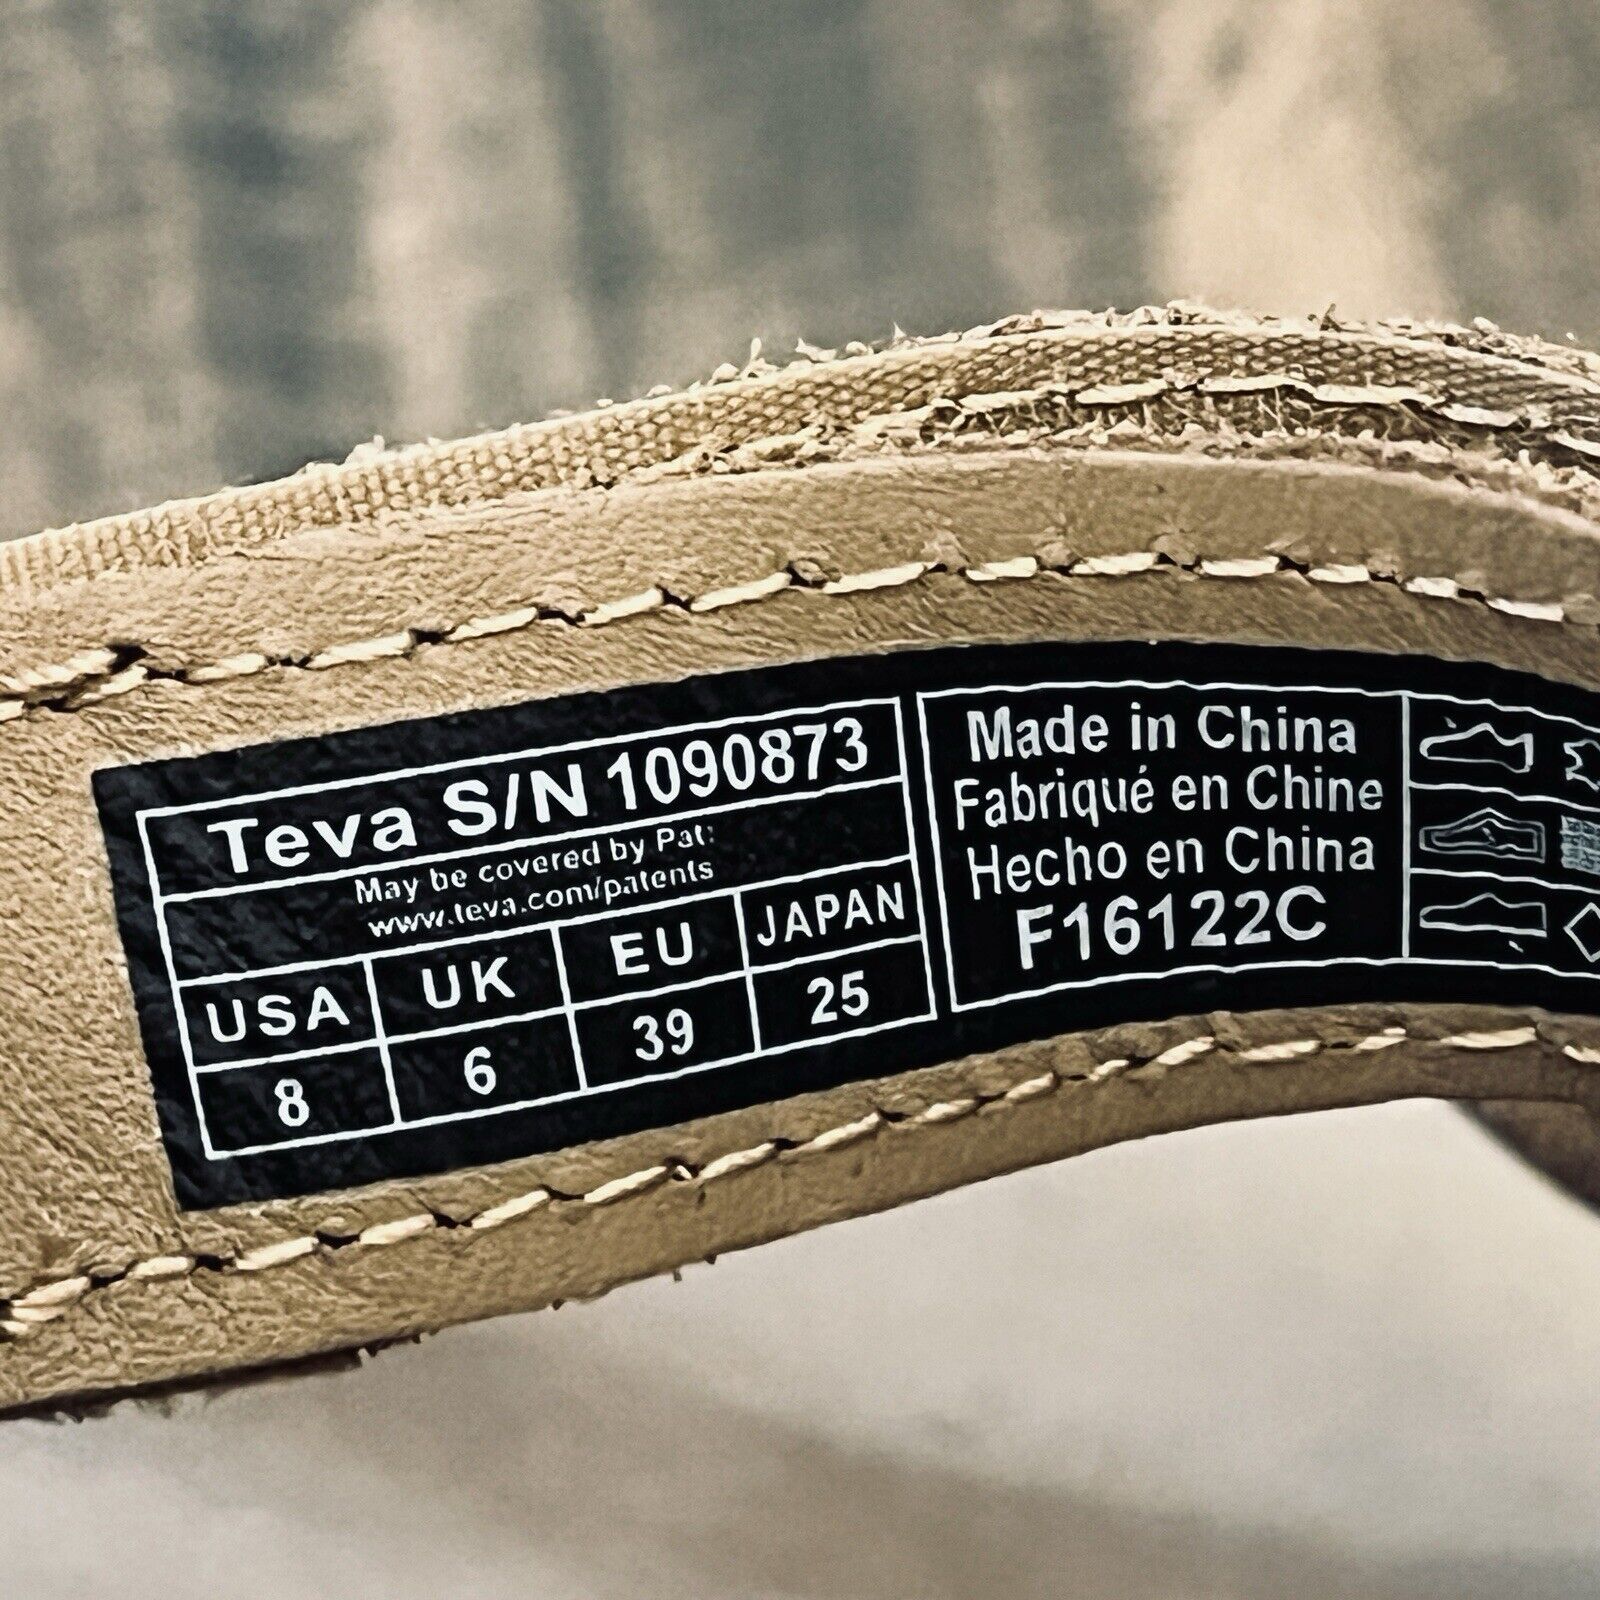 Teva S/N 1090873
May be covered by Pat:
www.teva.com/patents
USA UK EU JAPAN
8 6 39 25
Made in China
Fabriqué en Chine
Hecho en China
F16122C